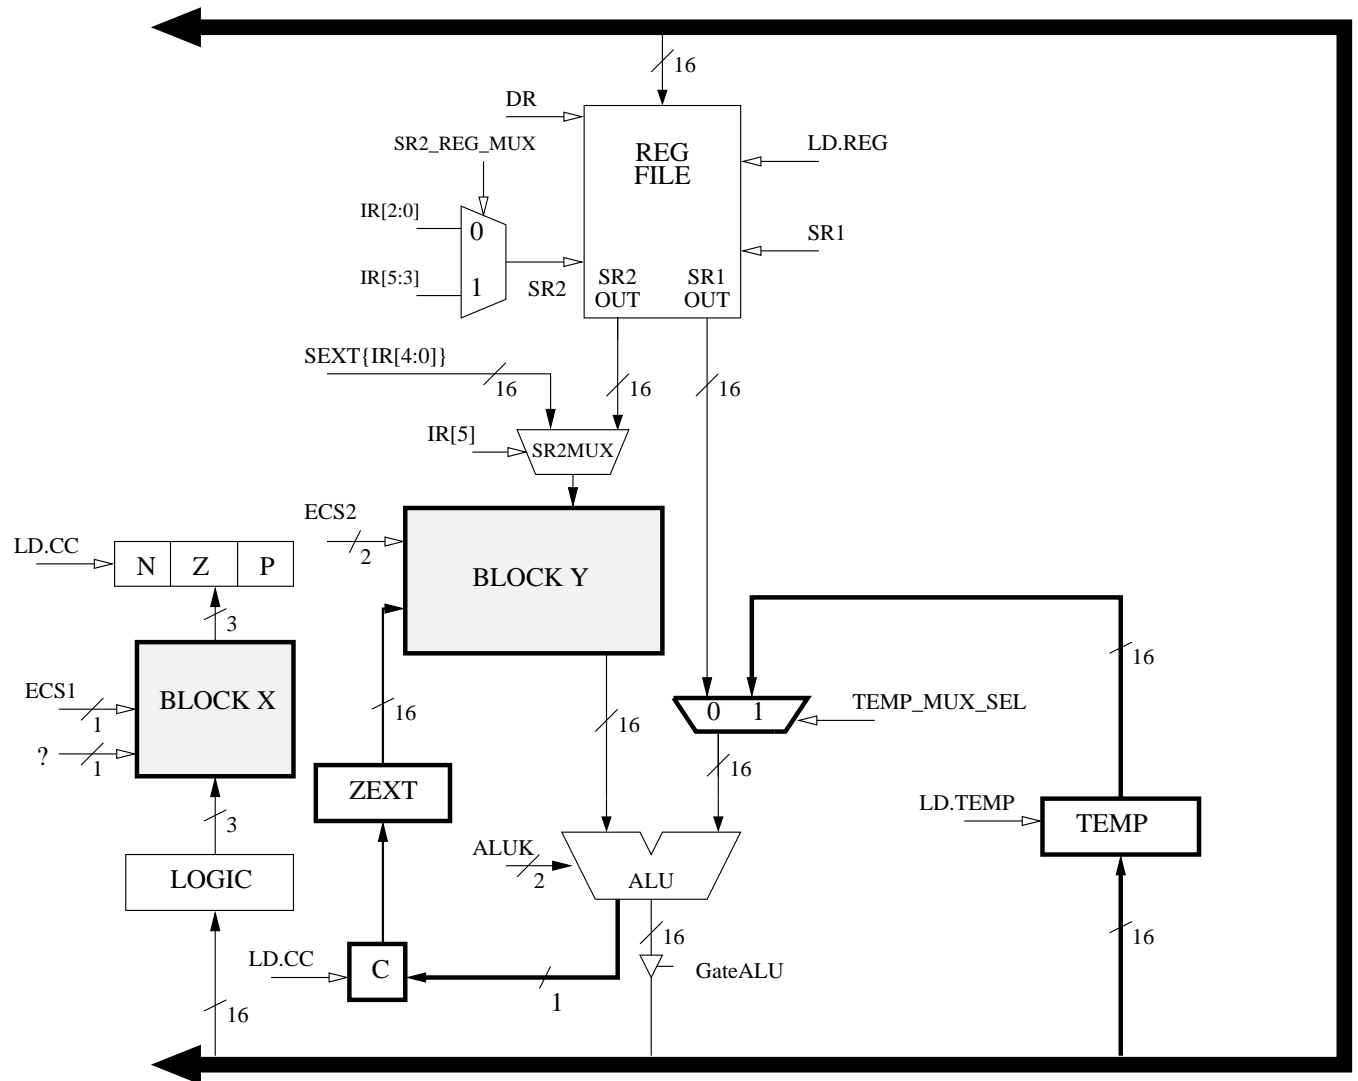 16
DR
SR2_REG_MUX
REG
FILE
LD.REG
IR[2:0]
0
SR1
IR[5:3]
1
SR2
SR2
OUT
SR1
OUT
SEXT{IR[4:0]}
16
16
16
IR[5]
SR2MUX
ECS2
2
BLOCK Y
LD.CC
N
Z
P
3
16
ECS1
1
BLOCK X
?
1
16
16
0
1
TEMP_MUX_SEL
16
ZEXT
LD.TEMP
TEMP
3
ALUK
2
ALU
LOGIC
16
16
LD.CC
C
GateALU
1
16